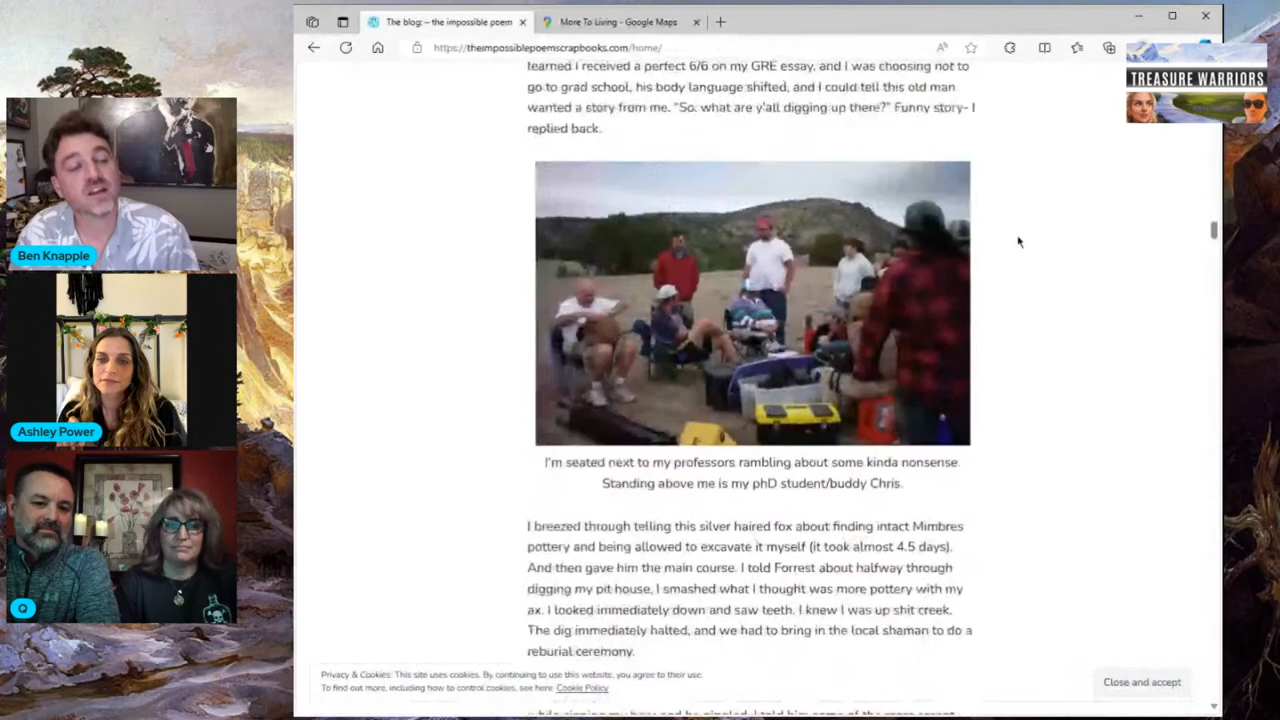 The blog: – the impossible poem
More To Living - Google Maps
https://theimpossiblepoemscrapbooks.com/home/
TREASURE WARRIORS
learned I received a perfect 6/6 on my GRE essay, and I was choosing not to
go to grad school, his body language shifted, and I could tell this old man
wanted a story from me. "So, what are y'all digging up there?" Funny story- I
replied back.
Ben Knapple
Ashley Power
Q
I'm seated next to my professors rambling about some kinda nonsense.
Standing above me is my phD student/buddy Chris.
I breezed through telling this silver haired fox about finding intact Mimbres
pottery and being allowed to excavate it myself (it took almost 4.5 days).
And then gave him the main course. I told Forrest about halfway through
digging my pit house, I smashed what I thought was more pottery with my
ax. I looked immediately down and saw teeth. I knew I was up shit creek.
The dig immediately halted, and we had to bring in the local shaman to do a
reburial ceremony.
Privacy & Cookies: This site uses cookies. By continuing to use this website, you agree to their use.
To find out more, including how to control cookies, see here: Cookie Policy
Close and accept